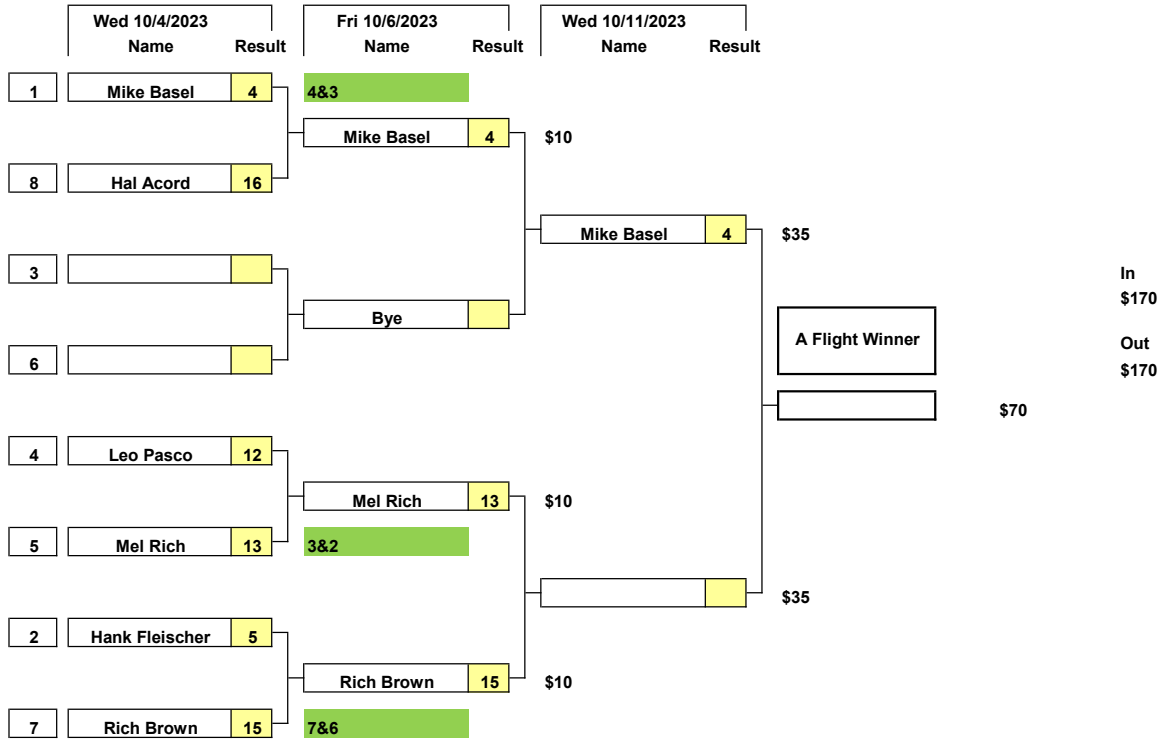 Wed 10/4/2023 Fri 10/6/2023 Wed 10/11/2023
Name Result Name Result Name Result
1 Mike Basel 4 4&3
Mike Basel 4 $10
8 Hal Acord 16
Mike Basel 4 $35
3 In
$170
Bye
A Flight Winner Out
6 $170
$70
4 Leo Pasco 12
Mel Rich 13 $10
5 Mel Rich 13 3&2
$35
2 Hank Fleischer 5
Rich Brown 15 $10
7 Rich Brown 15 7&6